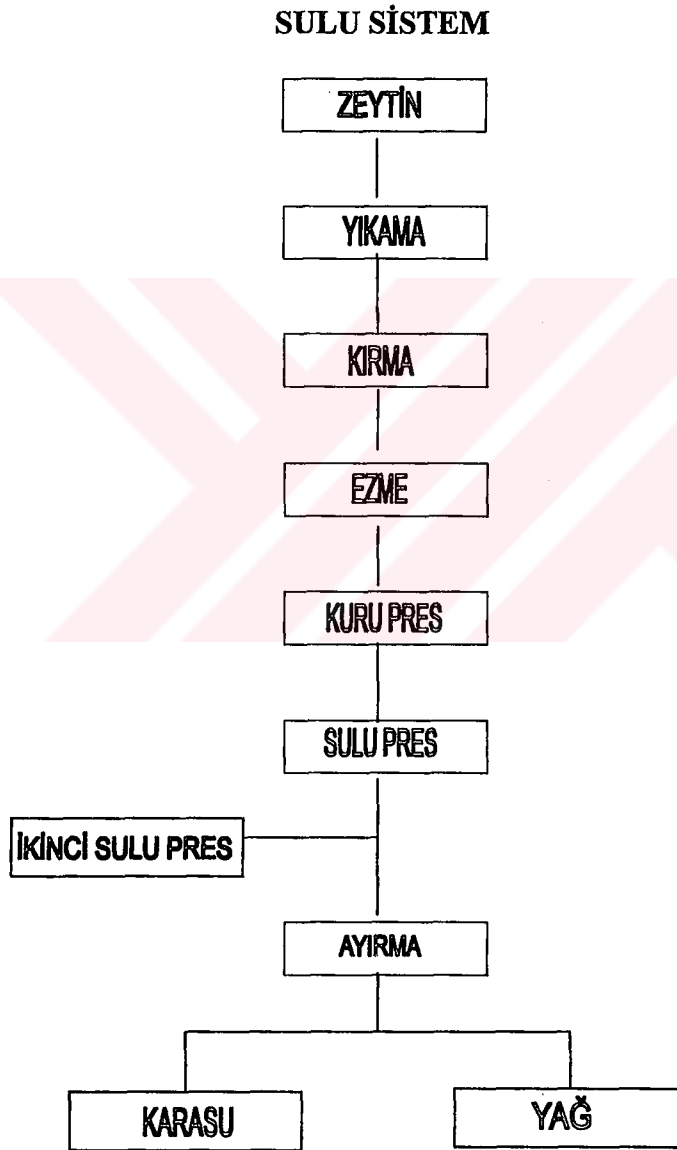 SULU SİSTEM
ZEYTİN
YIKAMA
KIRMA
EZME
KURU PRES
SULU PRES
İKİNCİ SULU PRES
AYIRMA
KARASU
YAĞ